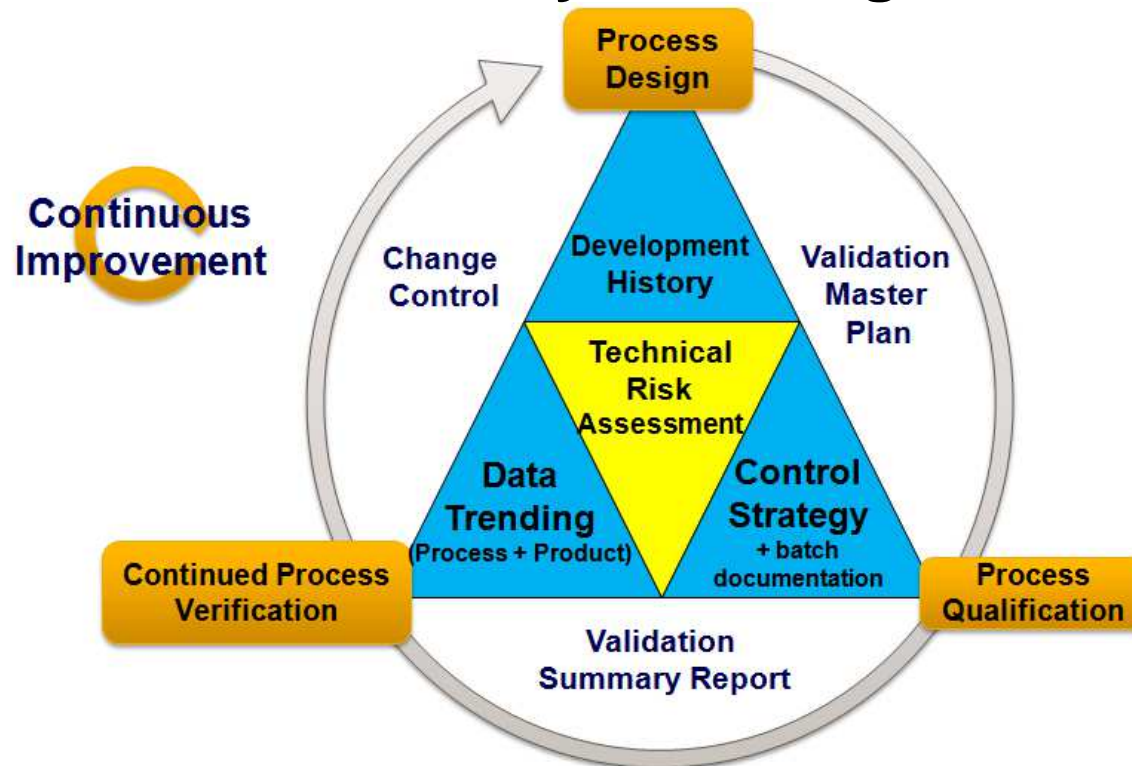 Process
Design
Continuous
Improvement
Change
Control
Development
History
Validation
Master
Plan
Technical
Risk
Assessment
Data
Trending
(Process + Product)
Control
Strategy
+ batch
documentation
Continued Process
Verification
Process
Qualification
Validation
Summary Report